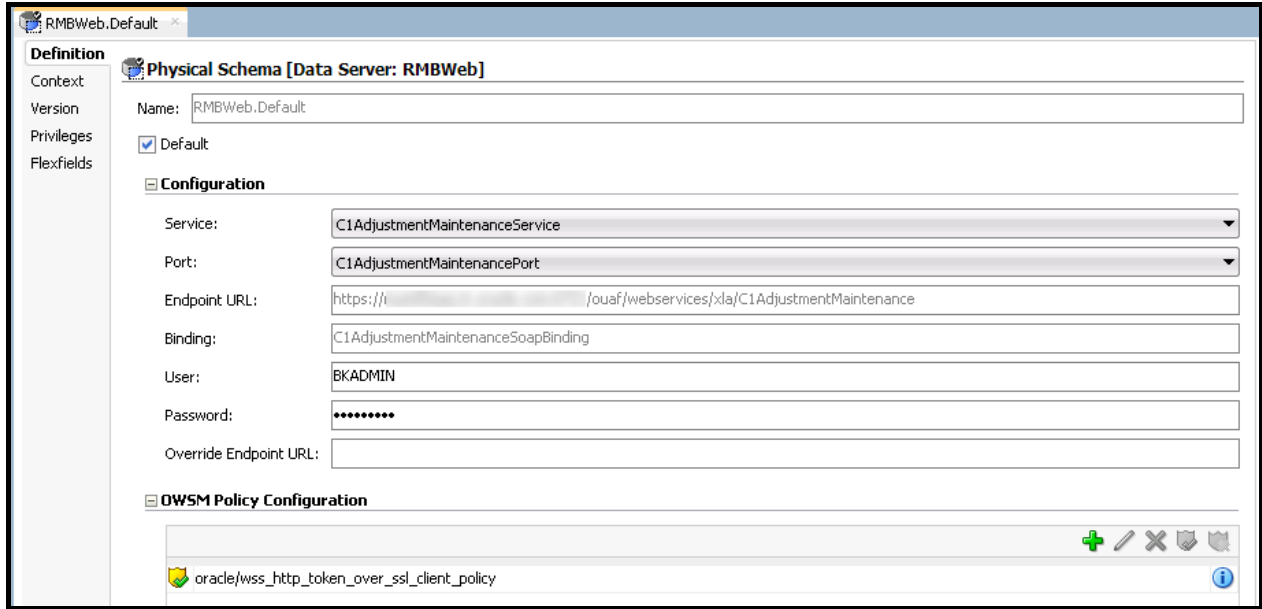 RMBWeb.Default
Definition
Context
Version
Privileges
Flexfields
Physical Schema [Data Server: RMBWeb]
Name: RMBWeb.Default
Default
Configuration
Service: C1AdjustmentMaintenanceService
Port: C1AdjustmentMaintenancePort
Endpoint URL: https:// /ouaf/webservices/xla/C1AdjustmentMaintenance
Binding: C1AdjustmentMaintenanceSoapBinding
User: BKADMIN
Password: •••••••••
Override Endpoint URL:
OWSM Policy Configuration
oracle/wss_http_token_over_ssl_client_policy